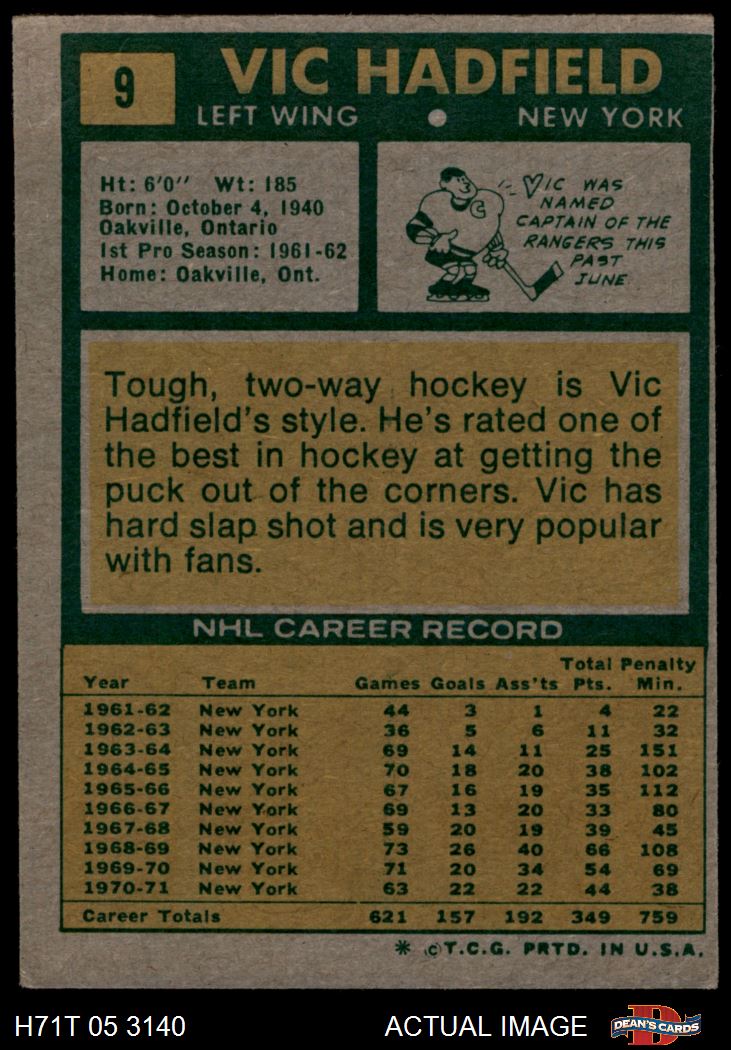 9
VIC HADFIELD
LEFT WING • NEW YORK
Ht: 6'0'' Wt: 185
Born: October 4, 1940
Oakville, Ontario
1st Pro Season: 1961-62
Home: Oakville, Ont.
C
VIC WAS
NAMED
CAPTAIN OF THE
RANGERS THIS
PAST
JUNE.
Tough, two-way hockey is Vic
Hadfield's style. He's rated one of
the best in hockey at getting the
puck out of the corners. Vic has
hard slap shot and is very popular
with fans.
NHL CAREER RECORD
Total Penalty
Year Team Games Goals Ass'ts Pts. Min.
1961-62 New York 44 3 1 4 22
1962-63 New York 36 5 6 11 32
1963-64 New York 69 14 11 25 151
1964-65 New York 70 18 20 38 102
1965-66 New York 67 16 19 35 112
1966-67 New York 69 13 20 33 80
1967-68 New York 59 20 19 39 45
1968-69 New York 73 26 40 66 108
1969-70 New York 71 20 34 54 69
1970-71 New York 63 22 22 44 38
Career Totals 621 157 192 349 759
* © T.C.G. PRTD. IN U.S.A.
H71T 05 3140 ACTUAL IMAGE
D
DEAN'S CARDS